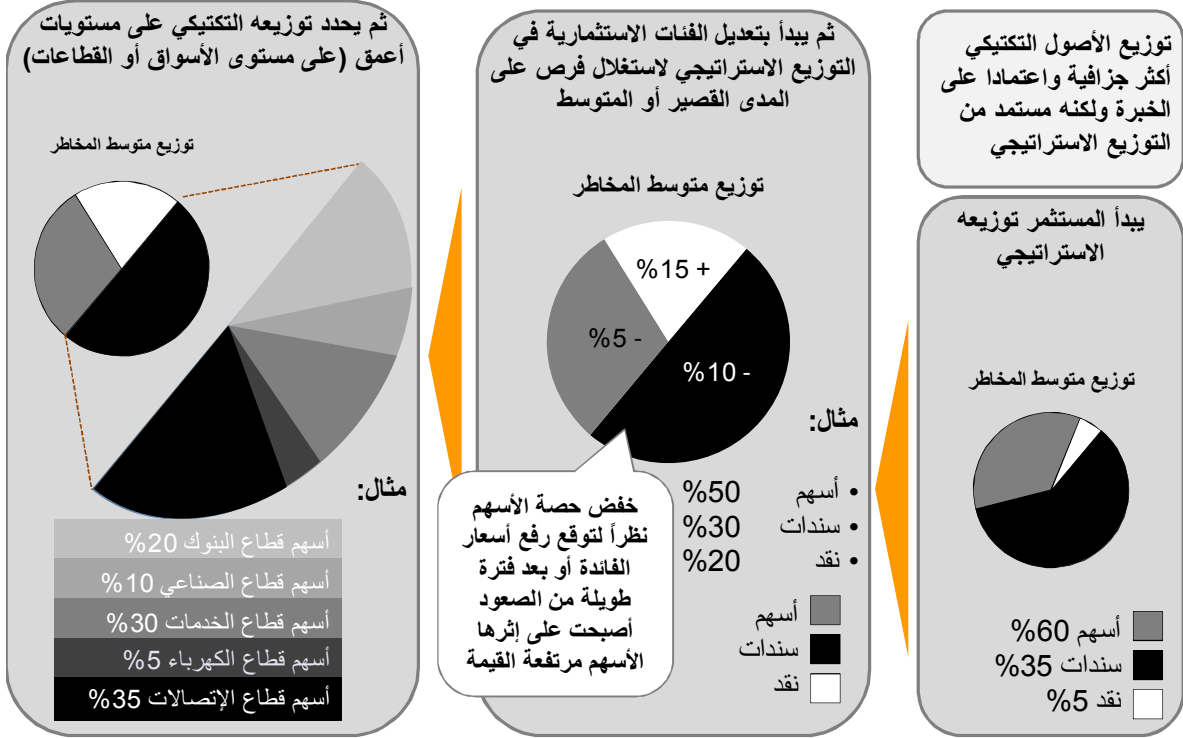 توزيع الأصول التكتيكي
أكثر جزافية واعتمادا على
الخبرة ولكنه مستمد من
التوزيع الاستراتيجي
يبدأ المستثمر توزيعه
الاستراتيجي
توزيع متوسط المخاطر
أسهم 60%
سندات 35%
نقد 5%
ثم يبدأ بتعديل الفئات الاستثمارية في
التوزيع الاستراتيجي لاستغلال فرص على
المدى القصير أو المتوسط
توزيع متوسط المخاطر
%15 +
%5 -
%10 -
مثال:
• أسهم 50%
• سندات 30%
• نقد 20%
أسهم
سندات
نقد
خفض حصة الأسهم
نظراً لتوقع رفع أسعار
الفائدة أو بعد فترة
طويلة من الصعود
أصبحت على إثرها
الأسهم مرتفعة القيمة
ثم يحدد توزيعه التكتيكي على مستويات
أعمق (على مستوى الأسواق أو القطاعات)
توزيع متوسط المخاطر
مثال:
أسهم قطاع البنوك 20%
أسهم قطاع الصناعي 10%
أسهم قطاع الخدمات 30%
أسهم قطاع الكهرباء 5%
أسهم قطاع الإتصالات 35%